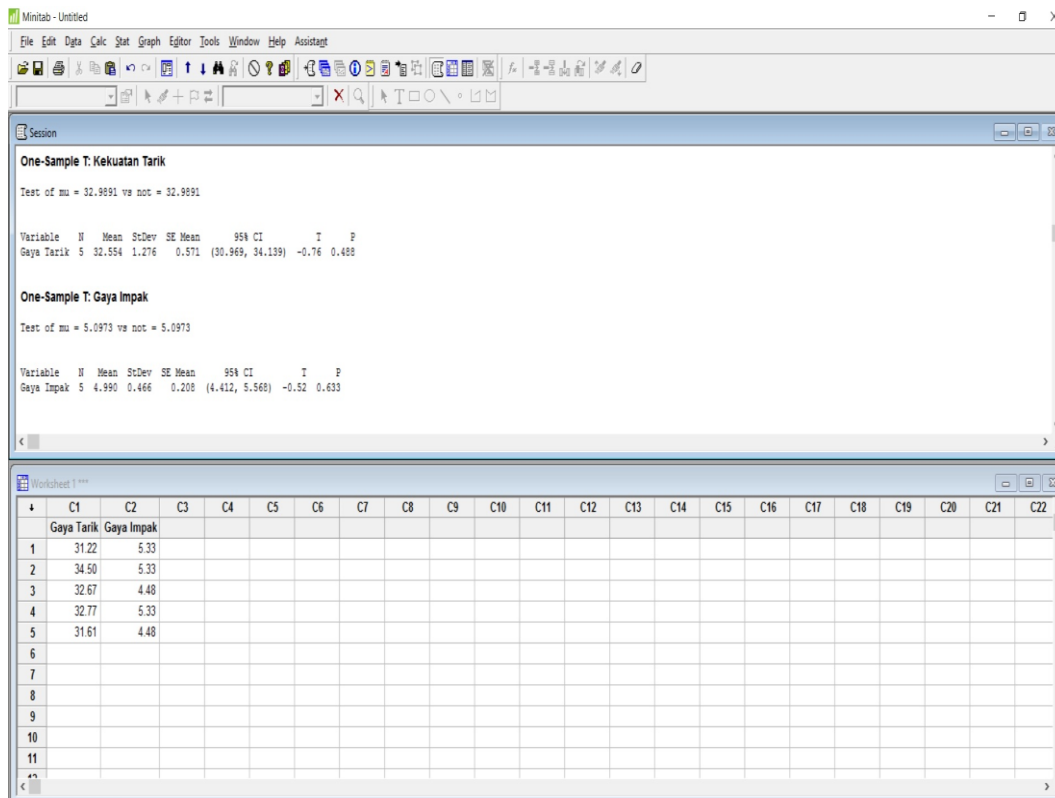 Minitab - Untitled
File Edit Data Calc Stat Graph Editor Tools Window Help Assistant
Session
One-Sample T: Kekuatan Tarik
Test of mu = 32.9891 vs not = 32.9891
Variable N Mean StDev SE Mean 95% CI T P
Gaya Tarik 5 32.554 1.276 0.571 (30.969, 34.139) -0.76 0.488
One-Sample T: Gaya Impak
Test of mu = 5.0973 vs not = 5.0973
Variable N Mean StDev SE Mean 95% CI T P
Gaya Impak 5 4.990 0.466 0.208 (4.412, 5.568) -0.52 0.633
Worksheet 1 ***
C1 C2 C3 C4 C5 C6 C7 C8 C9 C10 C11 C12 C13 C14 C15 C16 C17 C18 C19 C20 C21 C22
Gaya Tarik Gaya Impak
1 31.22 5.33
2 34.50 5.33
3 32.67 4.48
4 32.77 5.33
5 31.61 4.48
6
7
8
9
10
11